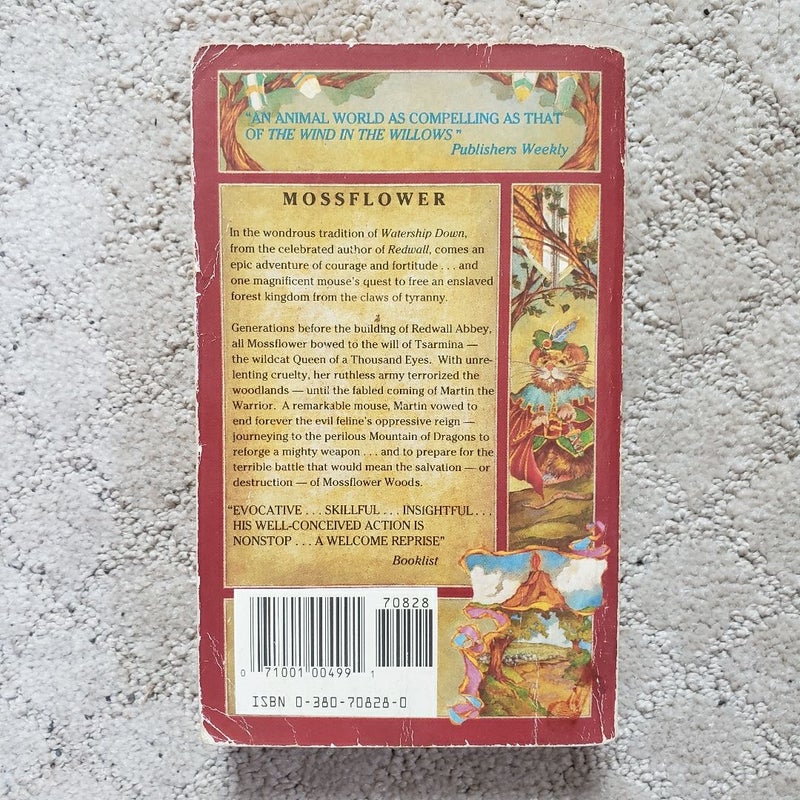 "AN ANIMAL WORLD AS COMPELLING AS THAT
OF THE WIND IN THE WILLOWS"
Publishers Weekly
MOSSFLOWER
In the wondrous tradition of Watership Down,
from the celebrated author of Redwall, comes an
epic adventure of courage and fortitude . . . and
one magnificent mouse's quest to free an enslaved
forest kingdom from the claws of tyranny.
Generations before the building of Redwall Abbey,
all Mossflower bowed to the will of Tsarmina —
the wildcat Queen of a Thousand Eyes. With unre-
lenting cruelty, her ruthless army terrorized the
woodlands — until the fabled coming of Martin the
Warrior. A remarkable mouse, Martin vowed to
end forever the evil feline's oppressive reign —
journeying to the perilous Mountain of Dragons to
reforge a mighty weapon . . . and to prepare for the
terrible battle that would mean the salvation — or
destruction — of Mossflower Woods.
"EVOCATIVE . . . SKILLFUL . . . INSIGHTFUL . . .
HIS WELL-CONCEIVED ACTION IS
NONSTOP . . . A WELCOME REPRISE"
Booklist
70828
0 71001 00499 1
ISBN 0-380-70828-0